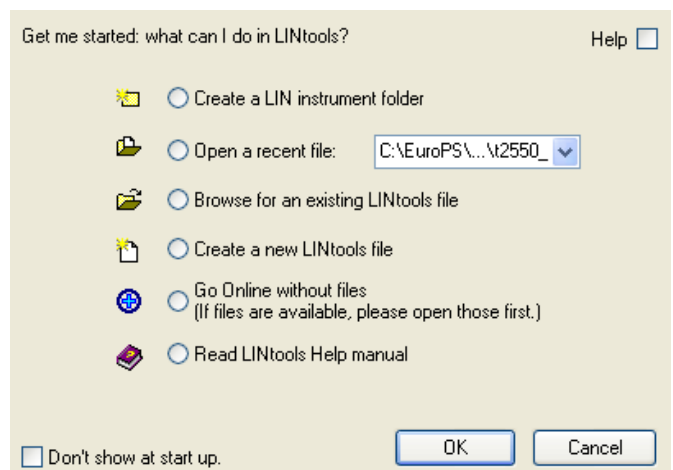 Get me started: what can I do in LINtools?
Help
Create a LIN instrument folder
Open a recent file:
C:\EuroPS\...\t2550_
Browse for an existing LINtools file
Create a new LINtools file
Go Online without files
(If files are available, please open those first.)
Read LINtools Help manual
Don't show at start up.
OK
Cancel